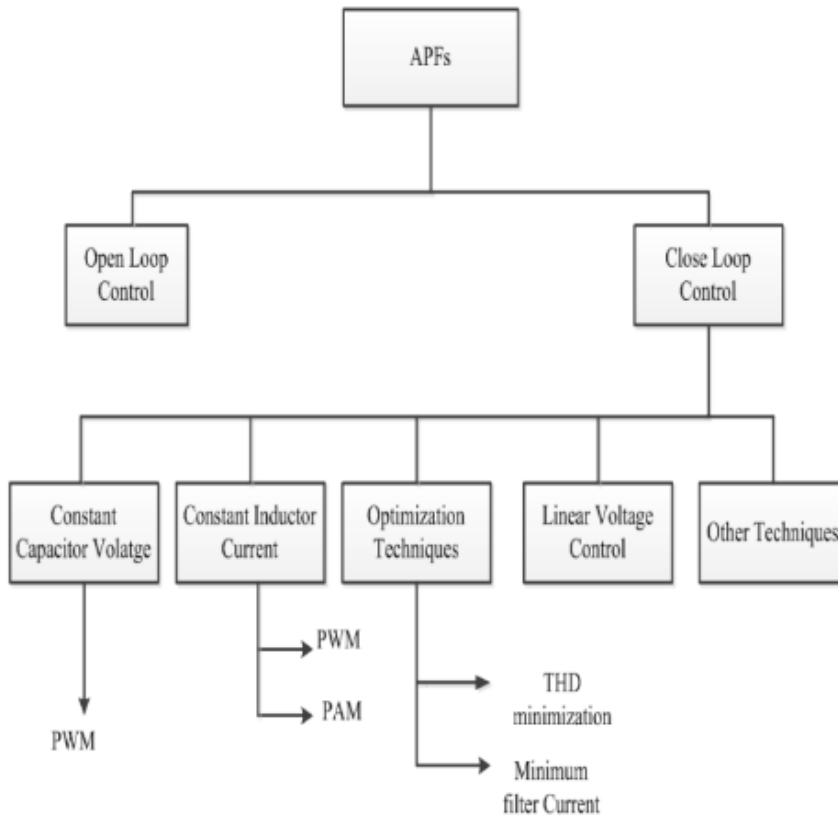 APFs
Open Loop
Control
Close Loop
Control
Constant
Capacitor Volatge
Constant Inductor
Current
Optimization
Techniques
Linear Voltage
Control
Other Techniques
PWM
PWM
PAM
THD
minimization
Minimum
filter Current